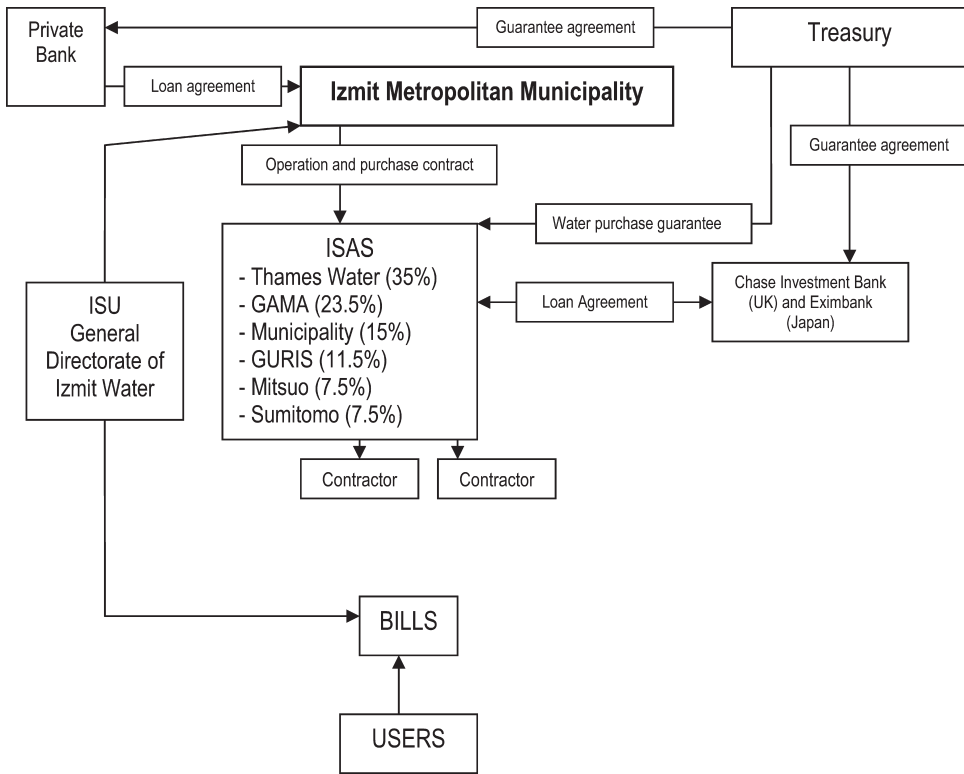 Private
Bank
Guarantee agreement
Treasury
Loan agreement
Izmit Metropolitan Municipality
Operation and purchase contract
Guarantee agreement
Water purchase guarantee
ISAS
- Thames Water (35%)
- GAMA (23.5%)
- Municipality (15%)
- GURIS (11.5%)
- Mitsuo (7.5%)
- Sumitomo (7.5%)
Loan Agreement
Chase Investment Bank
(UK) and Eximbank
(Japan)
ISU
General
Directorate of
Izmit Water
Contractor
Contractor
BILLS
USERS